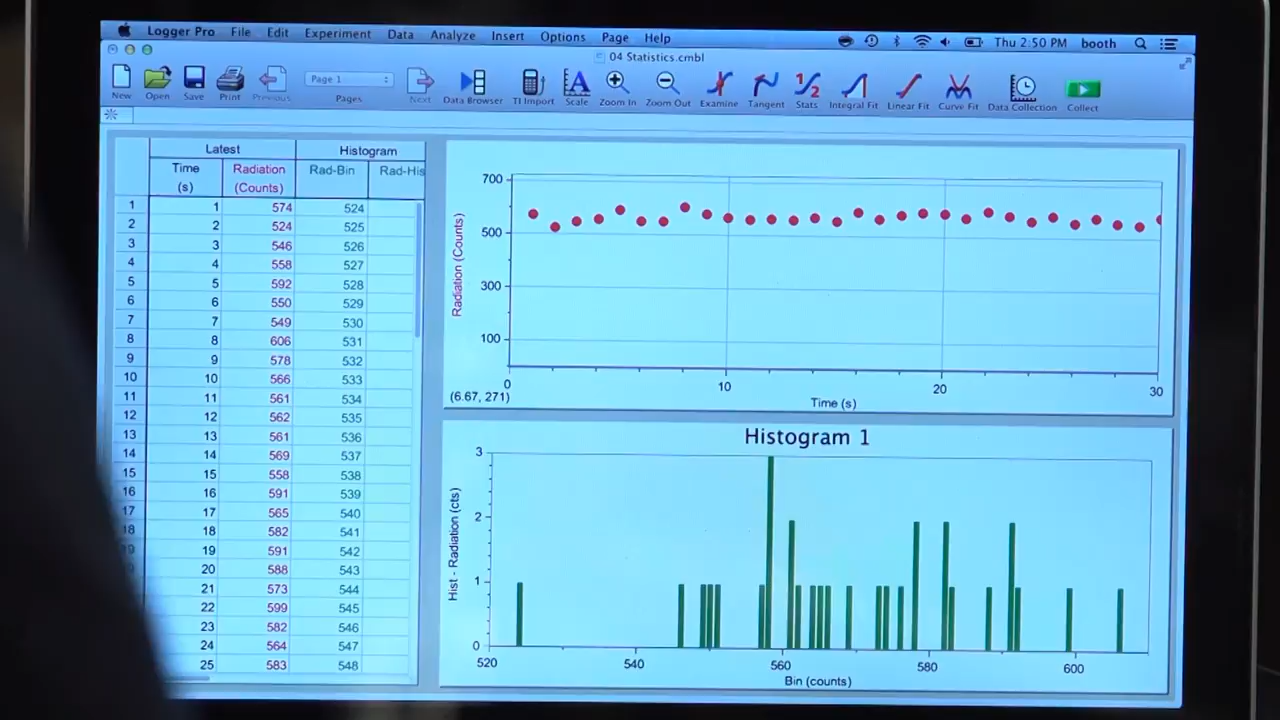 Logger Pro File Edit Experiment Data Analyze Insert Options Page Help Thu 2:50 PM booth
04 Statistics.cmbl
Page 1
New Open Save Print Previous Pages Next Data Browser TI Import Scale Zoom In Zoom Out Examine Tangent Stats Integral Fit Linear Fit Curve Fit Data Collection Collect
Latest Histogram
Time Radiation Rad-Bin Rad-His
(s) (Counts)
1 1 574 524
2 2 524 525
3 3 546 526
4 4 558 527
5 5 592 528
6 6 550 529
7 7 549 530
8 8 606 531
9 9 578 532
10 10 566 533
11 11 561 534
12 12 562 535
13 13 561 536
14 14 569 537
15 15 558 538
16 16 591 539
17 17 565 540
18 18 582 541
19 19 591 542
20 588 543
21 573 544
22 599 545
23 582 546
24 564 547
25 583 548
Radiation (Counts)
700
500
300
100
0 10 20 30
(6.67, 271)
Time (s)
Histogram 1
Hist - Radiation (cts)
3
2
1
0
520 540 560 580 600
Bin (counts)